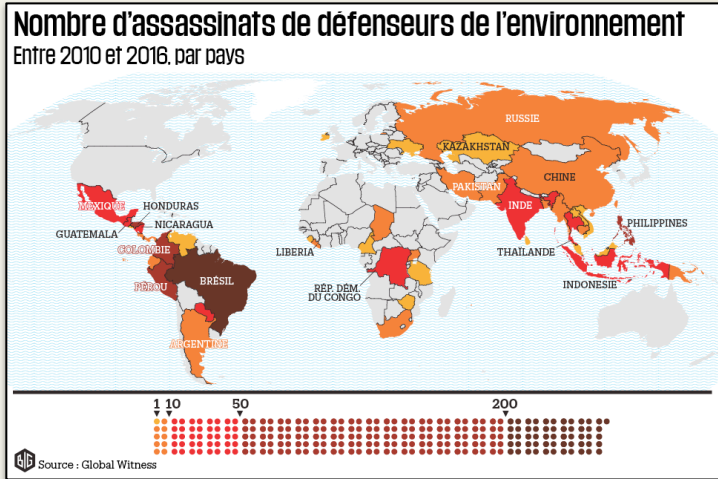 Nombre d'assassinats de défenseurs de l'environnement
Entre 2010 et 2016, par pays
RUSSIE
KAZAKHSTAN
CHINE
PAKISTAN
INDE
MEXIQUE
HONDURAS
NICARAGUA
GUATEMALA
COLOMBIE
LIBERIA
PHILIPPINES
THAÏLANDE
BRÉSIL
PÉROU
RÉP. DÉM.
DU CONGO
INDONESIE
ARGENTINE
1 10 50 200
BIG
Source : Global Witness